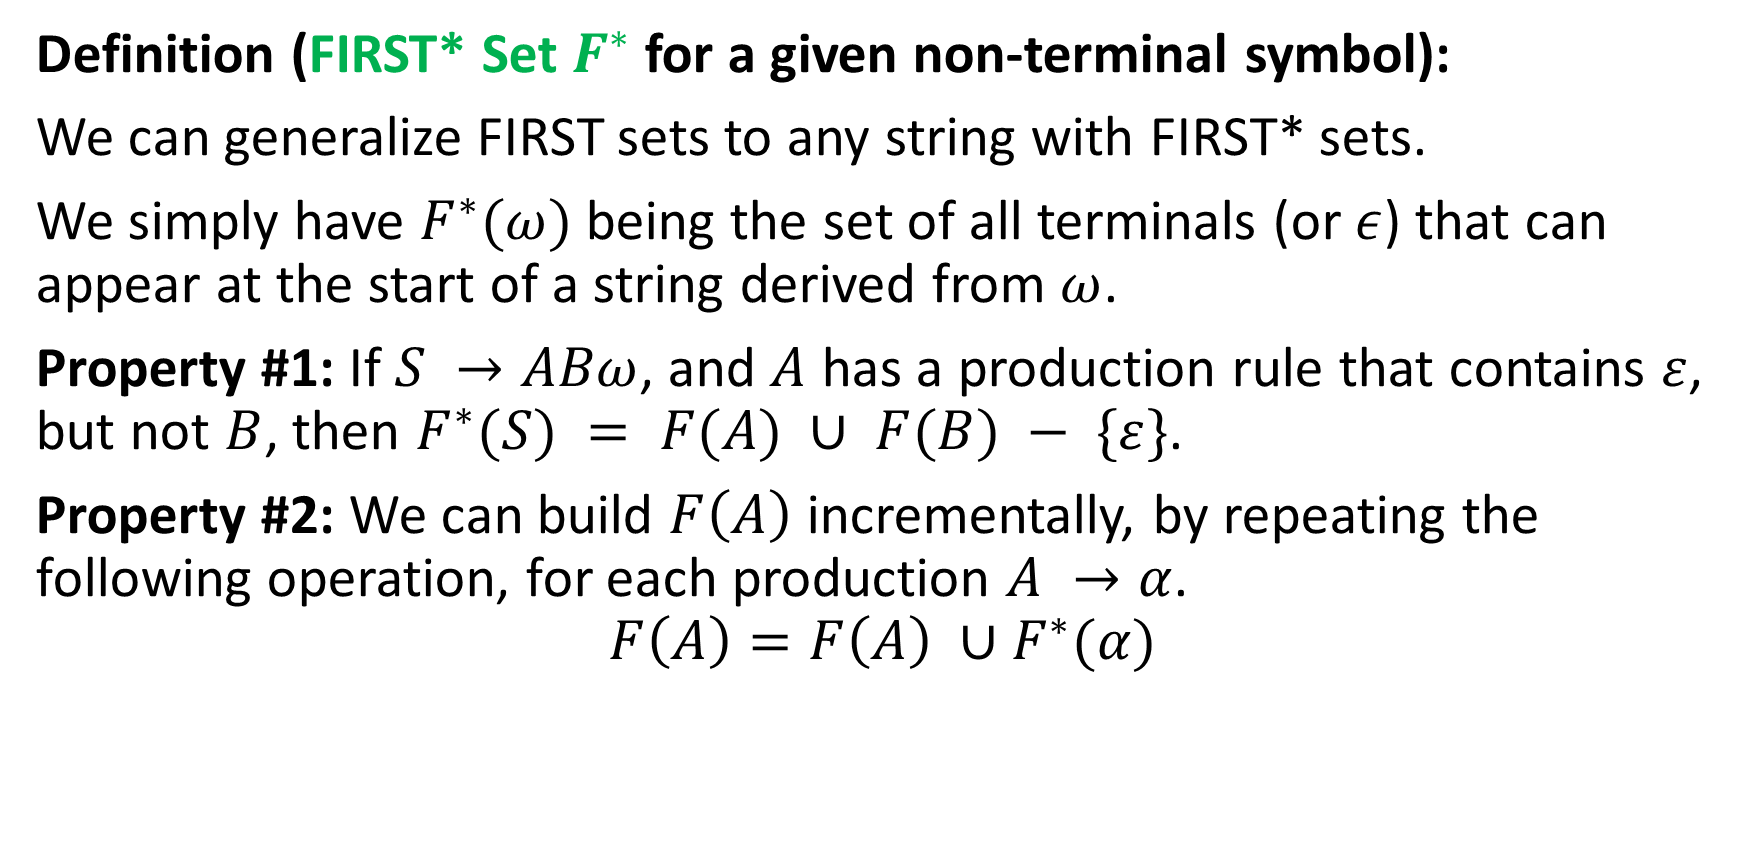 Definition (FIRST* Set F* for a given non-terminal symbol):
We can generalize FIRST sets to any string with FIRST* sets.
We simply have F*(ω) being the set of all terminals (or ϵ) that can
appear at the start of a string derived from ω.
Property #1: If S → ABω, and A has a production rule that contains ε,
but not B, then F*(S) = F(A) ∪ F(B) − {ε}.
Property #2: We can build F(A) incrementally, by repeating the
following operation, for each production A → α.
F(A) = F(A) ∪ F*(α)